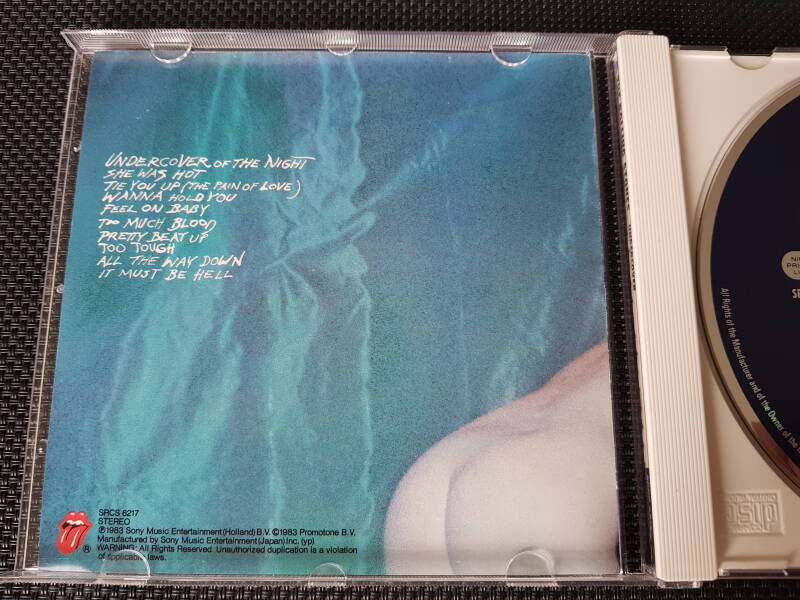 UNDERCOVER OF THE NIGHT
SHE WAS HOT
TIE YOU UP (THE PAIN OF LOVE)
WANNA HOLD YOU
FEEL ON BABY
TOO MUCH BLOOD
PRETTY BEAT UP
TOO TOUGH
ALL THE WAY DOWN
IT MUST BE HELL
SRCS 6217
STEREO
℗1983 Sony Music Entertainment (Holland) B.V. ©1983 Promotone B.V.
Manufactured by Sony Music Entertainment (Japan) Inc. (yp)
® WARNING: All Rights Reserved. Unauthorized duplication is a violation
of applicable laws.
All Rights of the Manufacturer and of the Owner of the